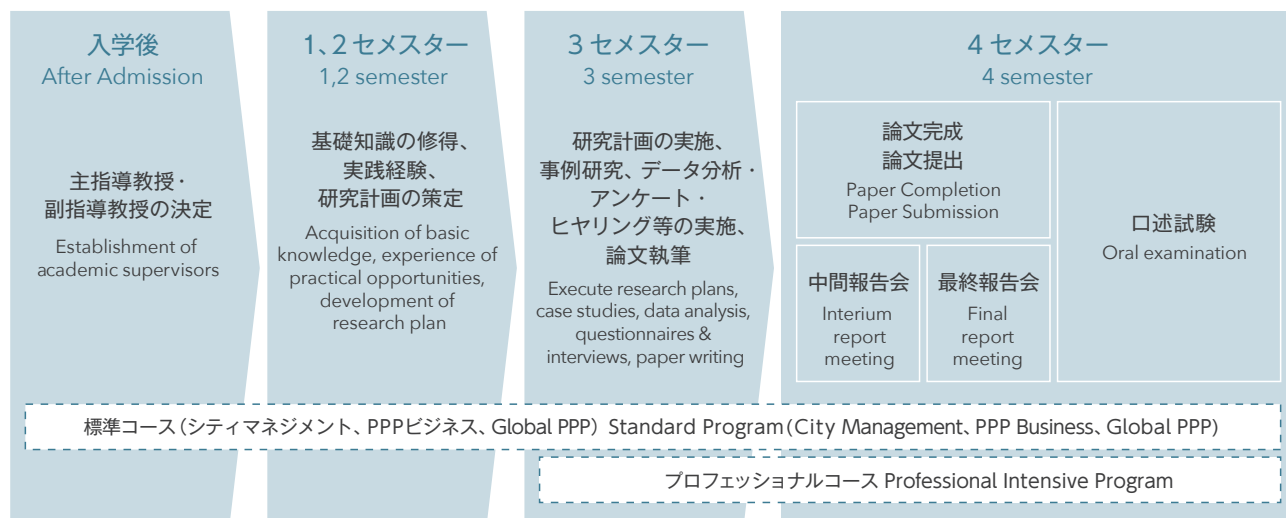 入学後
After Admission
主指導教授・
副指導教授の決定
Establishment of
academic supervisors
1、2 セメスター
1,2 semester
基礎知識の修得、
実践経験、
研究計画の策定
Acquisition of basic
knowledge, experience of
practical opportunities,
development of
research plan
3 セメスター
3 semester
研究計画の実施、
事例研究、データ分析・
アンケート・
ヒヤリング等の実施、
論文執筆
Execute research plans,
case studies, data analysis,
questionnaires &
interviews, paper writing
4 セメスター
4 semester
論文完成
論文提出
Paper Completion
Paper Submission
中間報告会
Interium
report
meeting
最終報告会
Final
report
meeting
口述試験
Oral examination
標準コース（シティマネジメント、PPPビジネス、Global PPP） Standard Program(City Management、PPP Business、Global PPP)
プロフェッショナルコース Professional Intensive Program